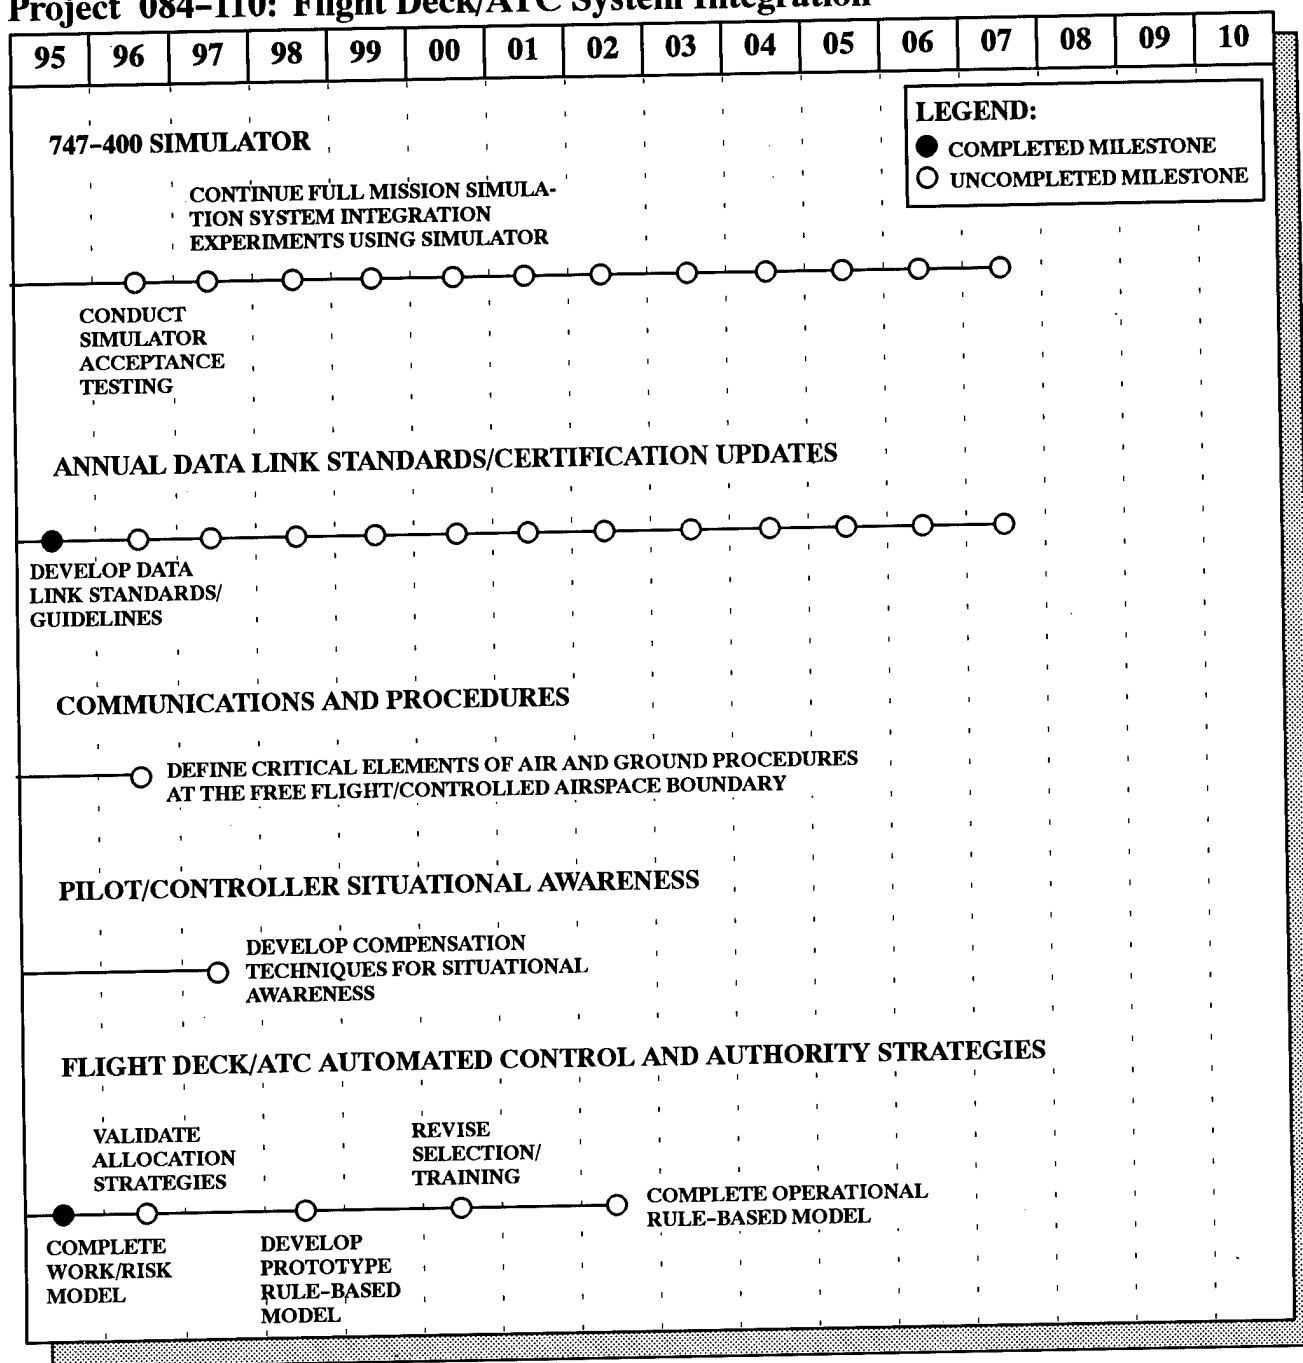 Project 084–110: Flight Deck/ATC System Integration
95 96 97 98 99 00 01 02 03 04 05 06 07 08 09 10
LEGEND:
COMPLETED MILESTONE
UNCOMPLETED MILESTONE
747–400 SIMULATOR
CONTINUE FULL MISSION SIMULA-
TION SYSTEM INTEGRATION
EXPERIMENTS USING SIMULATOR
CONDUCT
SIMULATOR
ACCEPTANCE
TESTING
ANNUAL DATA LINK STANDARDS/CERTIFICATION UPDATES
DEVELOP DATA
LINK STANDARDS/
GUIDELINES
COMMUNICATIONS AND PROCEDURES
DEFINE CRITICAL ELEMENTS OF AIR AND GROUND PROCEDURES
AT THE FREE FLIGHT/CONTROLLED AIRSPACE BOUNDARY
PILOT/CONTROLLER SITUATIONAL AWARENESS
DEVELOP COMPENSATION
TECHNIQUES FOR SITUATIONAL
AWARENESS
FLIGHT DECK/ATC AUTOMATED CONTROL AND AUTHORITY STRATEGIES
VALIDATE
ALLOCATION
STRATEGIES
REVISE
SELECTION/
TRAINING
COMPLETE OPERATIONAL
RULE–BASED MODEL
COMPLETE
WORK/RISK
MODEL
DEVELOP
PROTOTYPE
RULE–BASED
MODEL